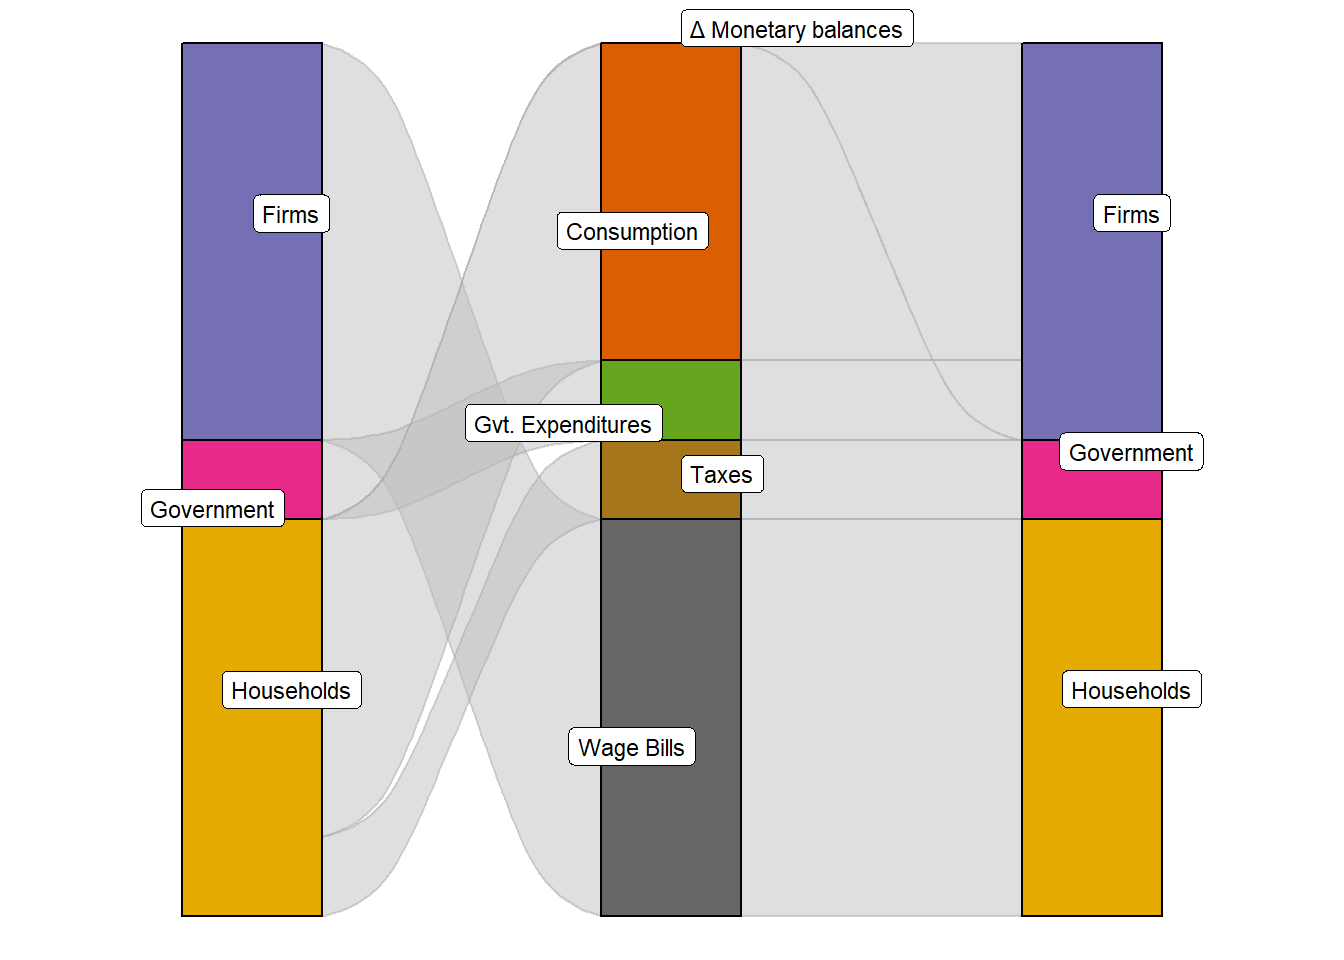 Δ Monetary balances
Firms
Consumption
Firms
Gvt. Expenditures
Government
Taxes
Government
Households
Households
Wage Bills